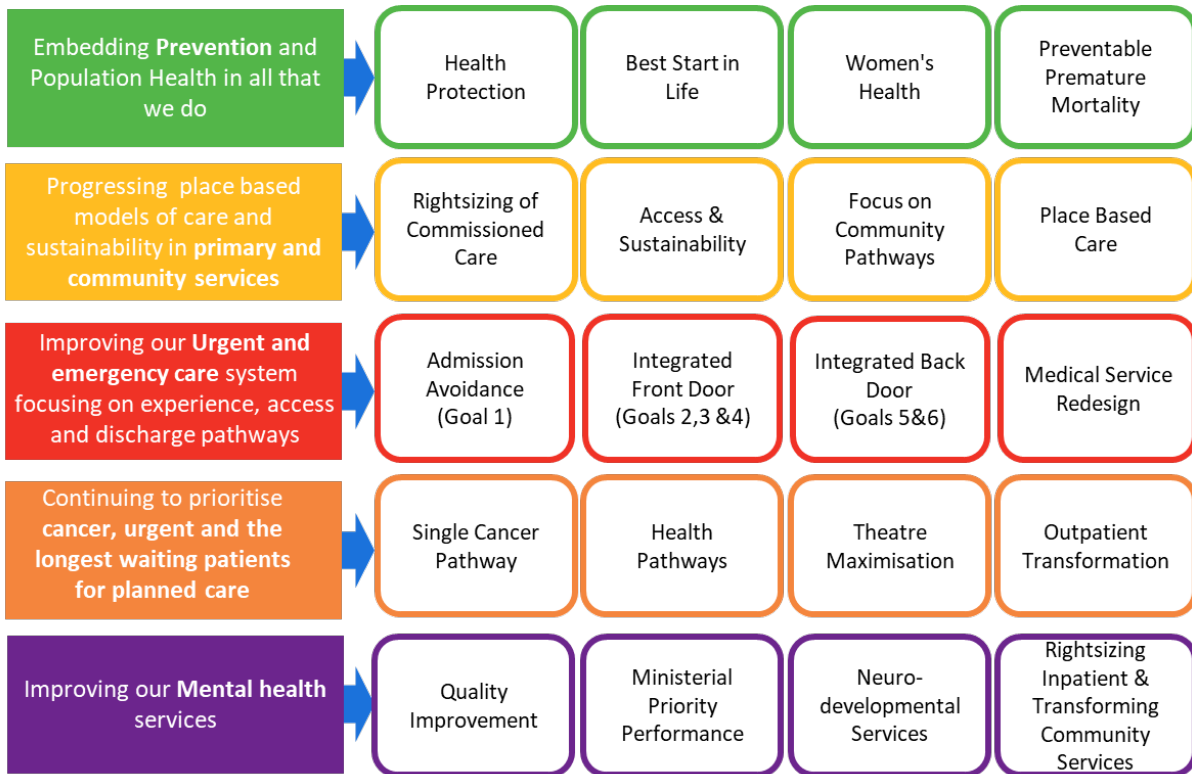 Embedding Prevention and
Population Health in all that
we do
Health
Protection
Best Start in
Life
Women's
Health
Preventable
Premature
Mortality
Progressing  place based
models of care and
sustainability in primary and
community services
Rightsizing of
Commissioned
Care
Access &
Sustainability
Focus on
Community
Pathways
Place Based
Care
Improving our Urgent and
emergency care system
focusing on experience, access
and discharge pathways
Admission
Avoidance
(Goal 1)
Integrated
Front Door
(Goals 2,3 &4)
Integrated Back
Door
(Goals 5&6)
Medical Service
Redesign
Continuing to prioritise
cancer, urgent and the
longest waiting patients
for planned care
Single Cancer
Pathway
Health
Pathways
Theatre
Maximisation
Outpatient
Transformation
Improving our Mental health
services
Quality
Improvement
Ministerial
Priority
Performance
Neuro-
developmental
Services
Rightsizing
Inpatient &
Transforming
Community
Services